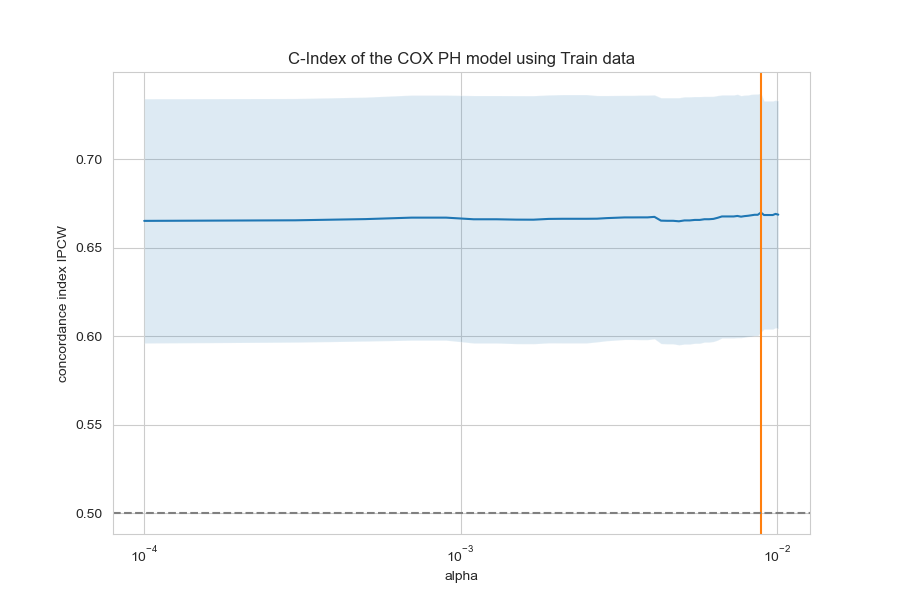 C-Index of the COX PH model using Train data
concordance index IPCW
0.70
0.65
0.60
0.55
0.50
10⁻⁴
10⁻³
10⁻²
alpha